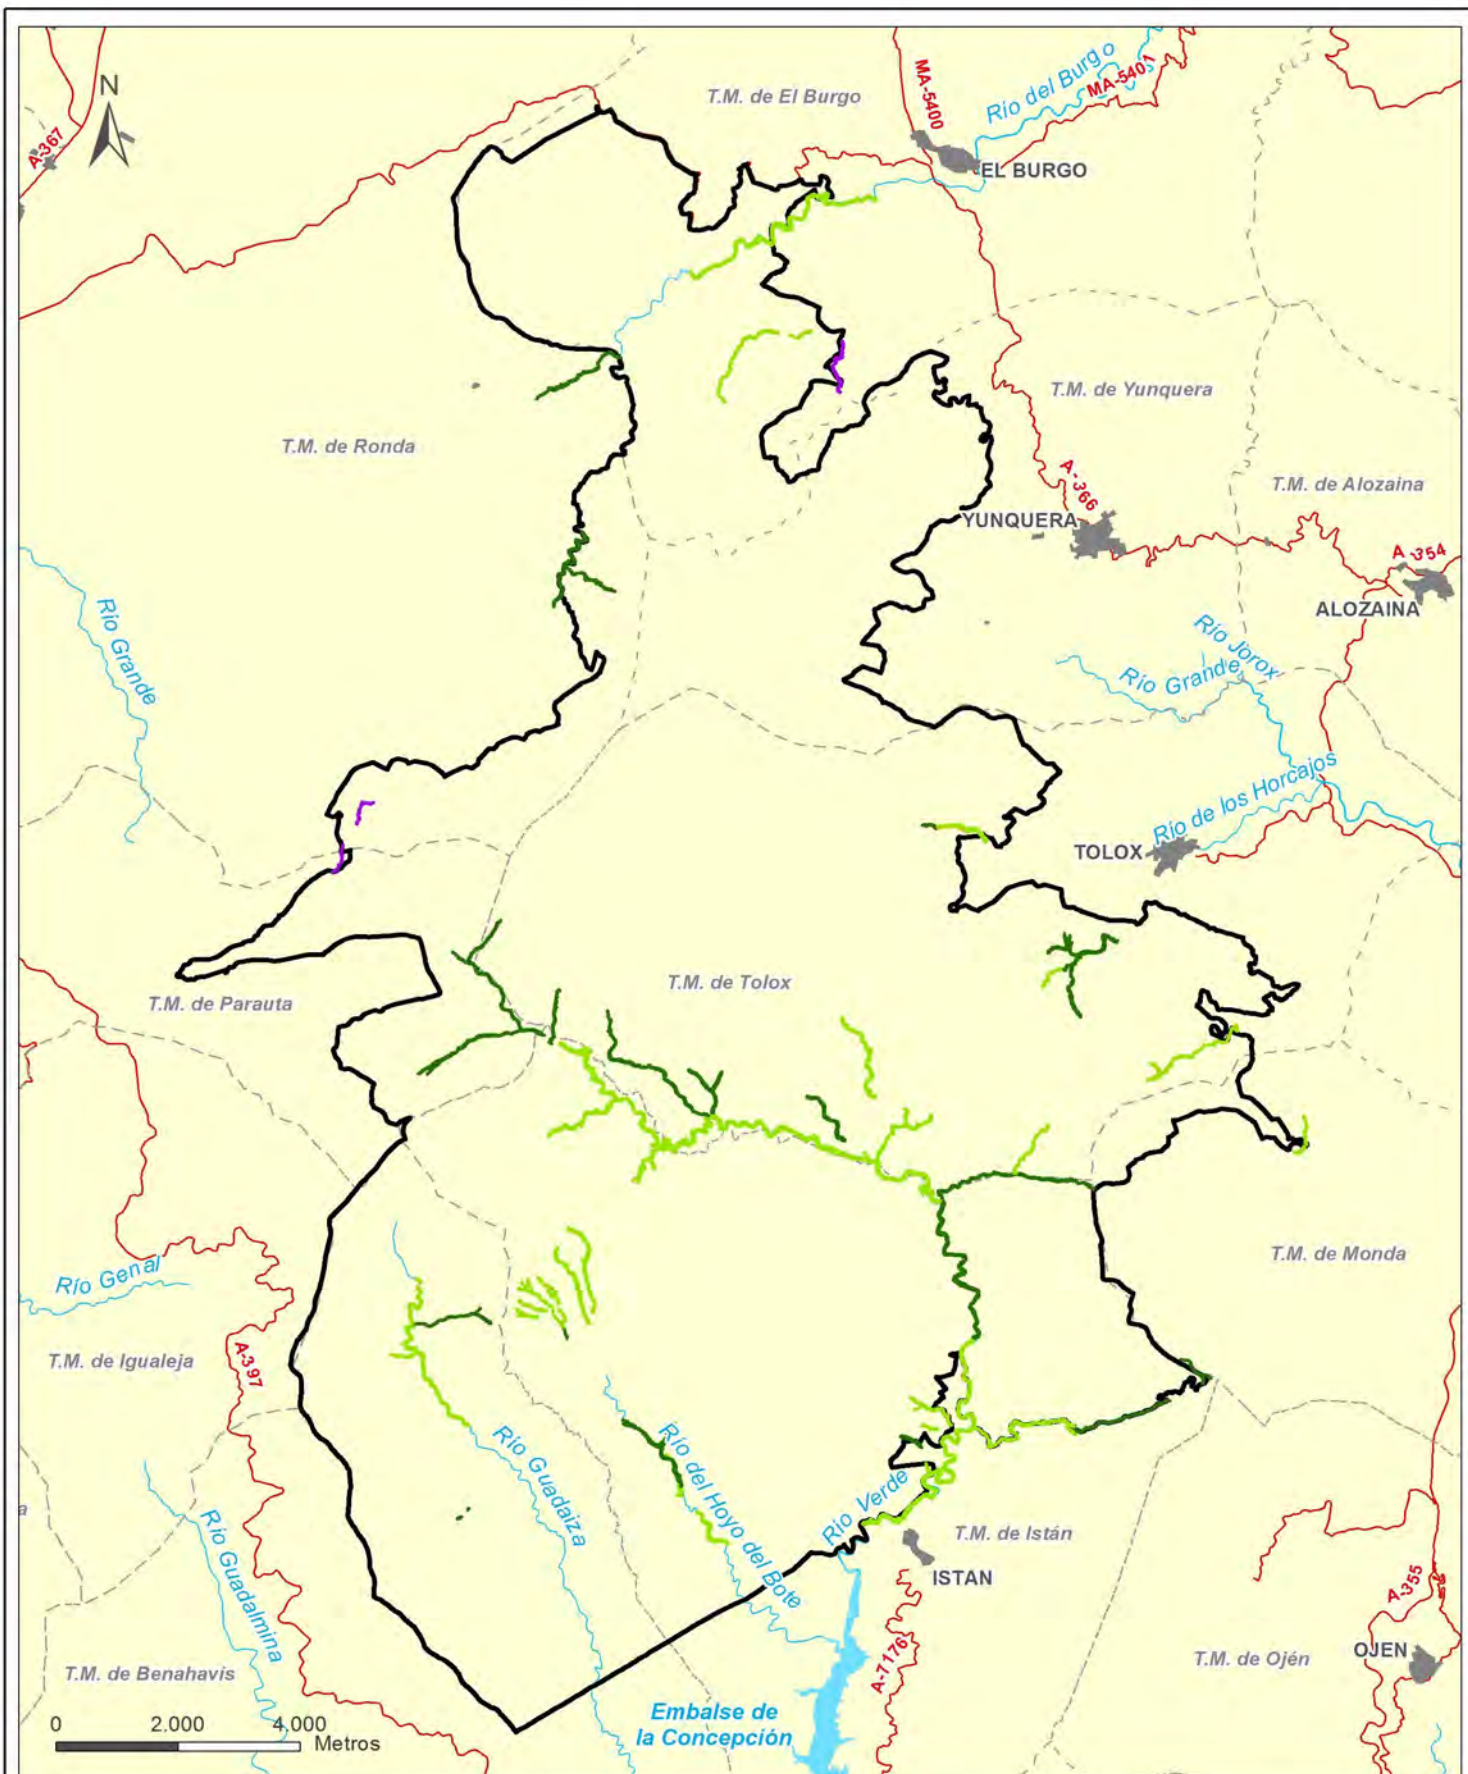 N
A-367
T.M. de El Burgo
MA-5400
Río del Burgo
MA-5401
EL BURGO
T.M. de Yunquera
T.M. de Ronda
A-366
T.M. de Alozaina
YUNQUERA
A-354
ALOZAINA
Río Grande
Río Jorox
Río Grande
Río de los Horcajos
TOLOX
T.M. de Tolox
T.M. de Parauta
T.M. de Monda
Río Genal
T.M. de Igualeja
A-397
Río Guadaiza
Río del Hoyo del Bote
Río Verde
a
Río Guadalmina
T.M. de Istán
ISTAN
A-355
OJEN
T.M. de Ojén
A-7176
T.M. de Benahavís
Embalse de
la Concepción
0 2.000 4.000
Metros